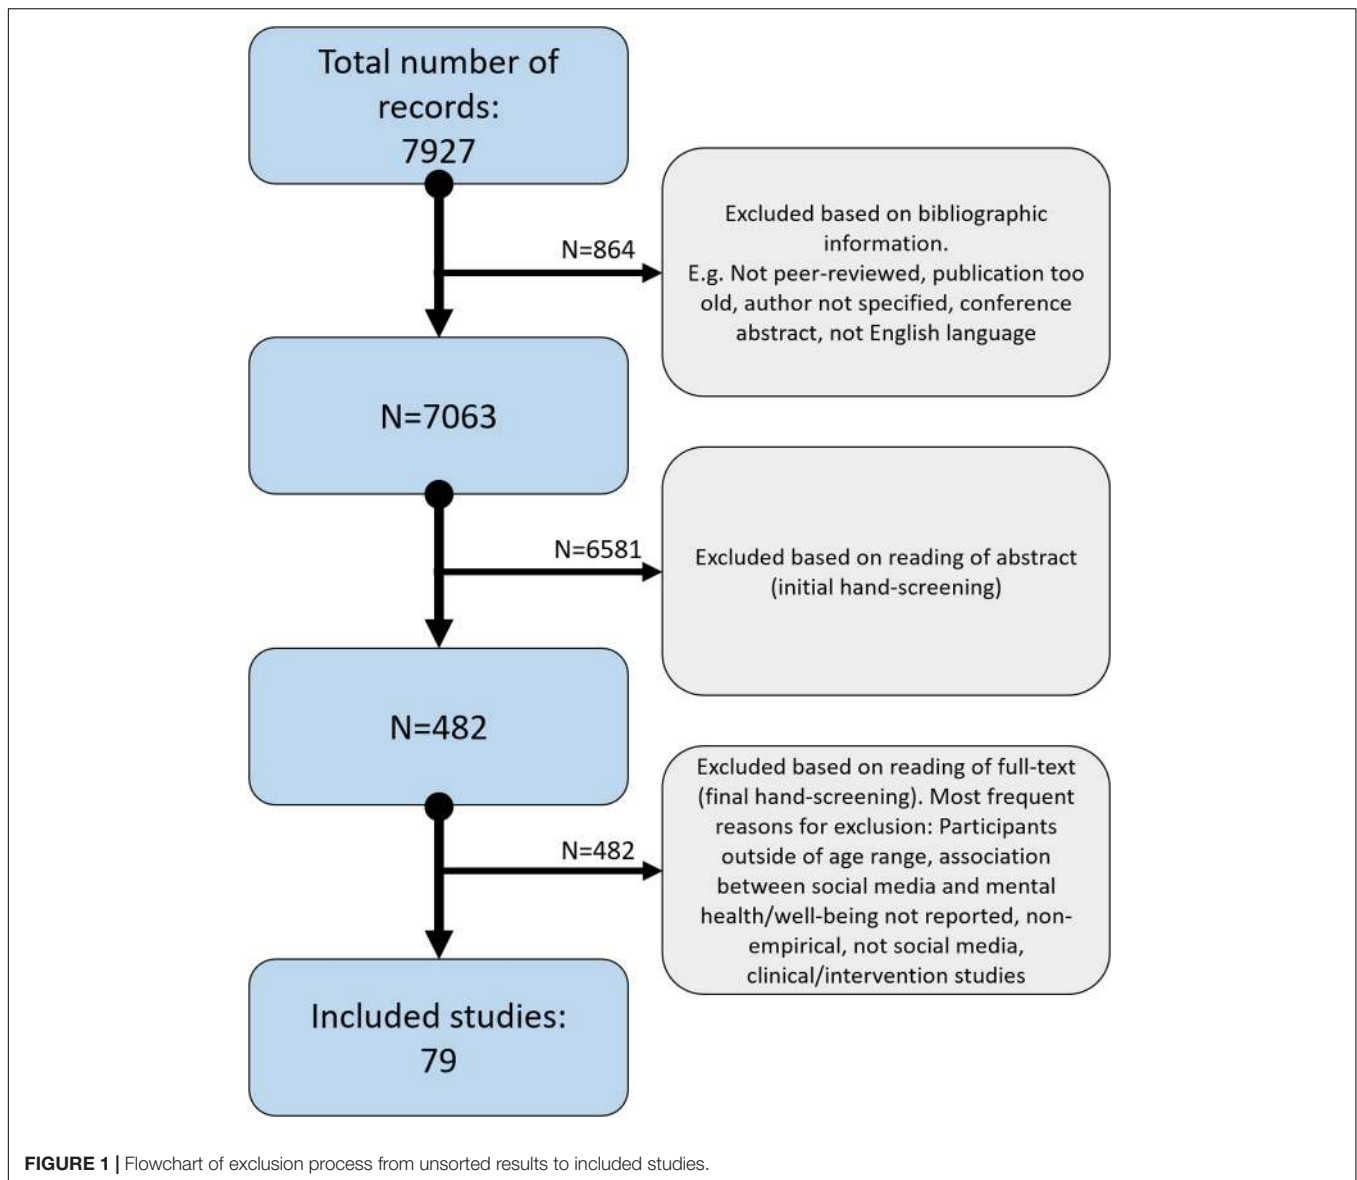 Total number of
records:
7927
N=864
Excluded based on bibliographic
information.
E.g. Not peer-reviewed, publication too
old, author not specified, conference
abstract, not English language
N=7063
N=6581
Excluded based on reading of abstract
(initial hand-screening)
N=482
N=482
Excluded based on reading of full-text
(final hand-screening). Most frequent
reasons for exclusion: Participants
outside of age range, association
between social media and mental
health/well-being not reported, non-
empirical, not social media,
clinical/intervention studies
Included studies:
79
FIGURE 1 | Flowchart of exclusion process from unsorted results to included studies.